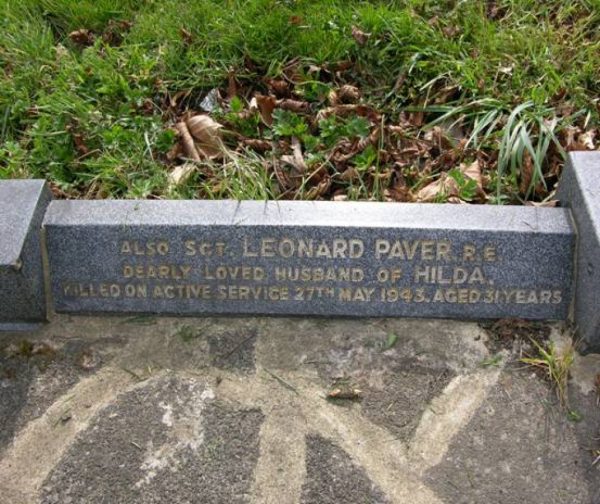 ALSO SGT. LEONARD PAVER. R.E.
DEARLY LOVED HUSBAND OF HILDA.
KILLED ON ACTIVE SERVICE 27TH MAY 1943. AGED 31 YEARS